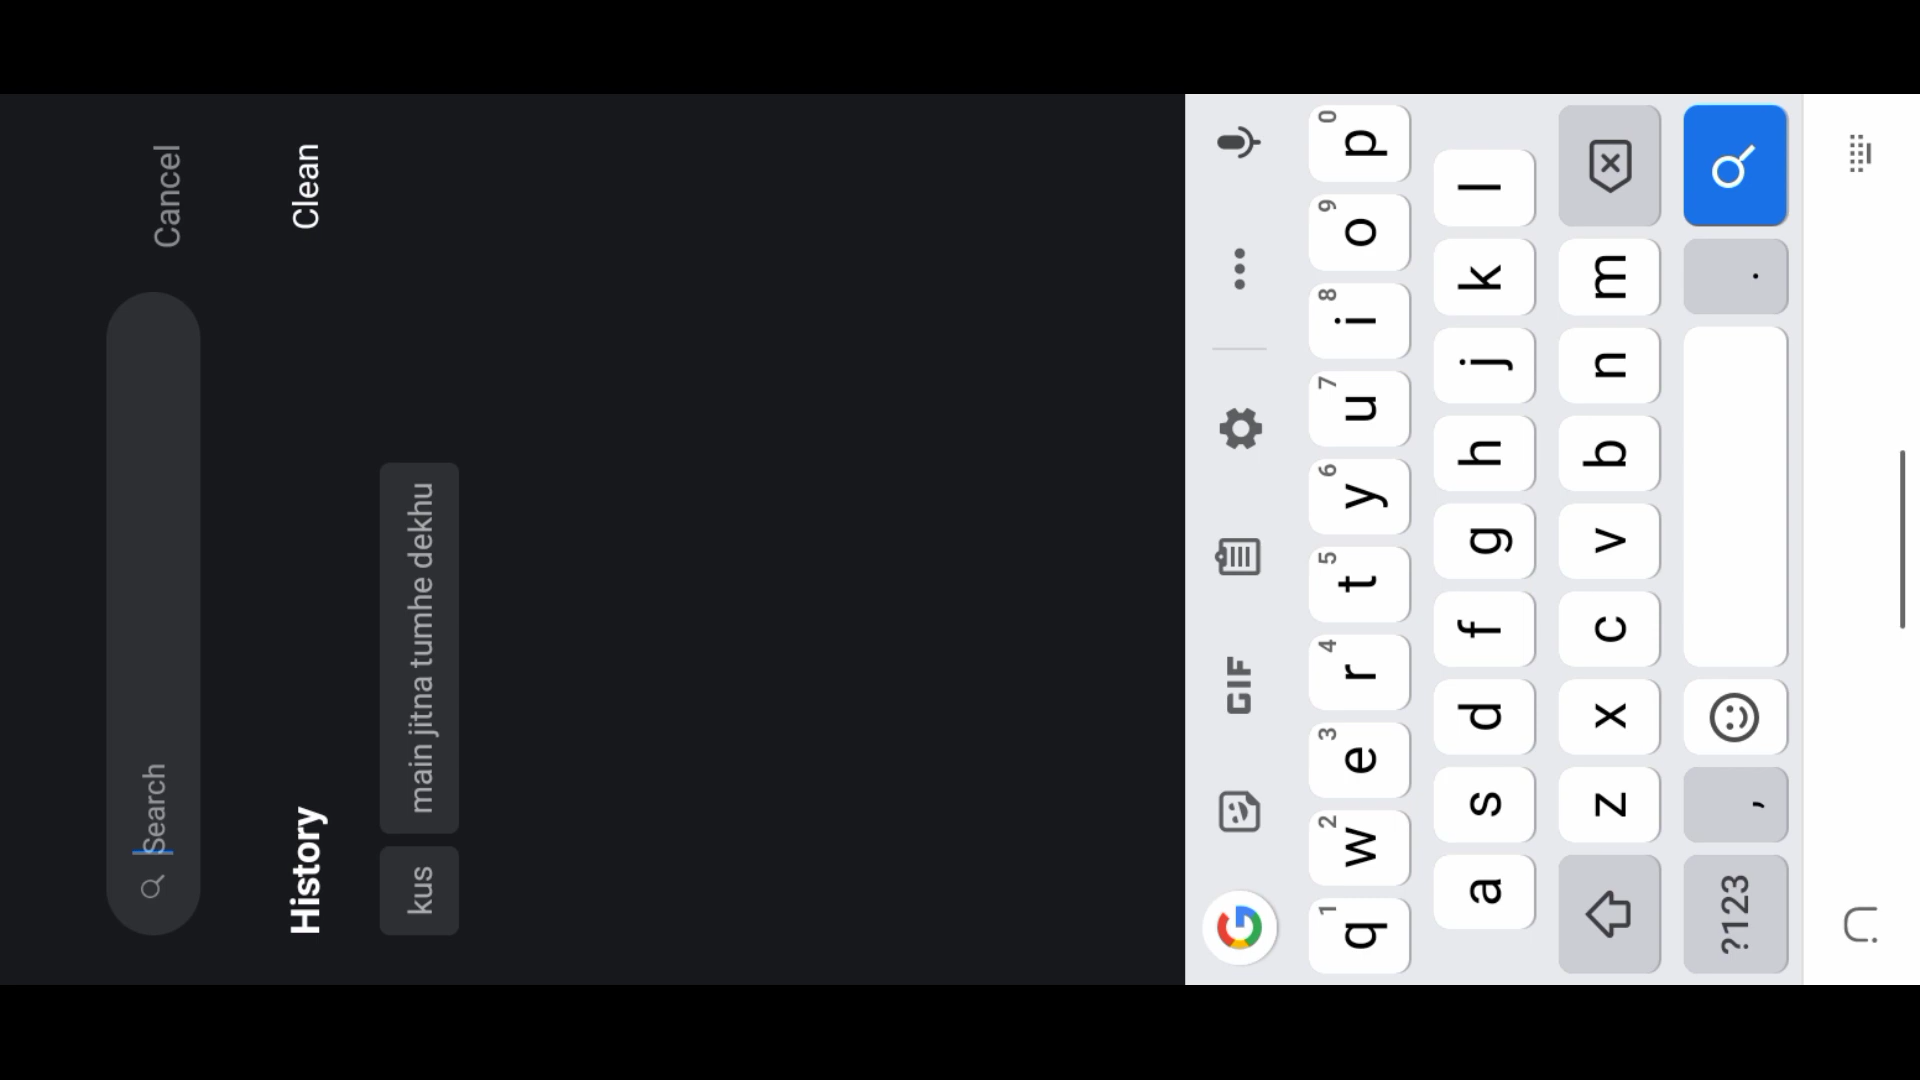 Search
Cancel
History
Clean
kus
main jitna tumhe dekhu
G
GIF
q 1 w 2 e 3 r 4 t 5 y 6 u 7 i 8 o 9 p 0
a s d f g h j k l
z x c v b n m
?123 , .